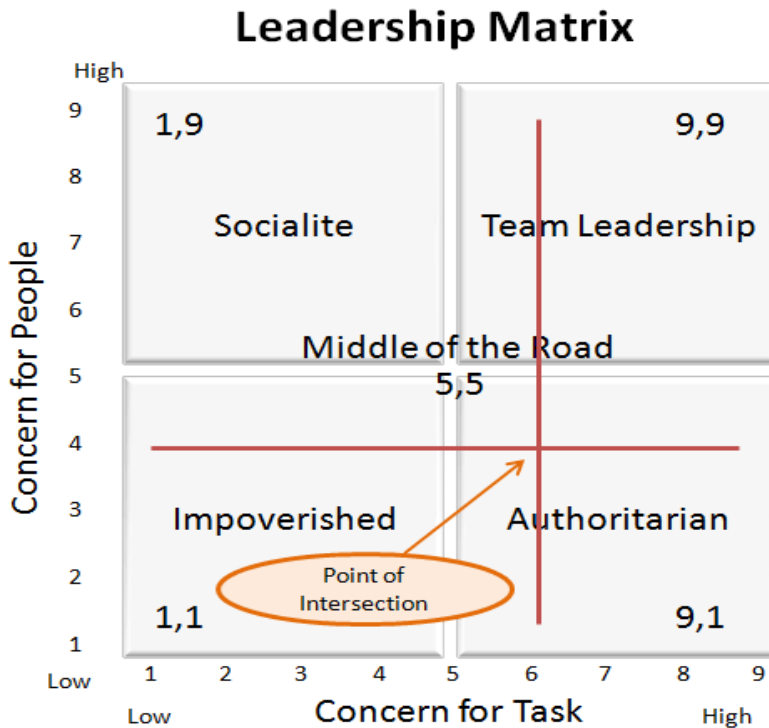 Leadership Matrix
High
9
1,9
9,9
8
Socialite
Team Leadership
7
6
Middle of the Road
5
5,5
4
Concern for People
3
Impoverished
Authoritarian
2
Point of
Intersection
1,1
9,1
1
Low
1 2 3 4 5 6 7 8 9
Low
Concern for Task
High